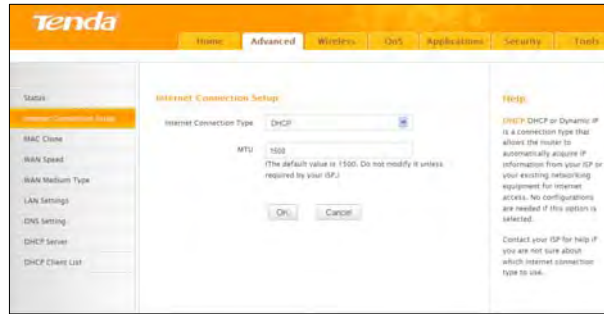 Tenda
Home Advanced Wireless QoS Applications Security Tools
Status
Internet Connection Setup
MAC Clone
WAN Speed
WAN Medium Type
LAN Settings
DNS Setting
DHCP Server
DHCP Client List
Internet Connection Setup
Internet Connection Type DHCP
MTU 1500
(The default value is 1500. Do not modify it unless
required by your ISP.)
OK Cancel
Help
DHCP: DHCP or Dynamic IP
is a connection type that
allows the router to
automatically acquire IP
information from your ISP or
your existing networking
equipment for internet
access. No configurations
are needed if this option is
selected.
Contact your ISP for help if
you are not sure about
which internet connection
type to use.